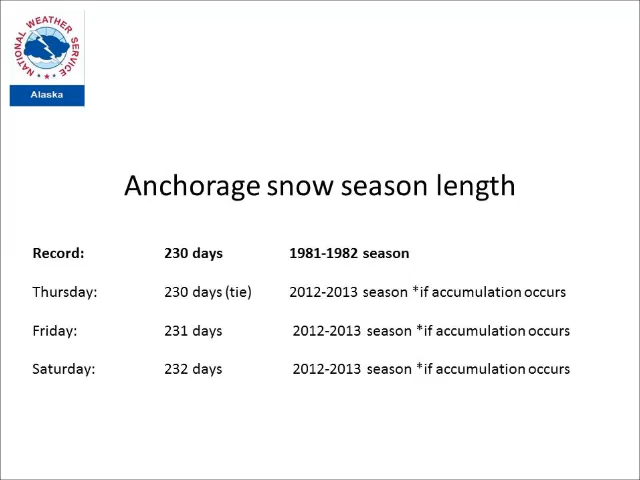 NATIONAL WEATHER SERVICE
Alaska
Anchorage snow season length
Record: 230 days 1981-1982 season
Thursday: 230 days (tie) 2012-2013 season *if accumulation occurs
Friday: 231 days 2012-2013 season *if accumulation occurs
Saturday: 232 days 2012-2013 season *if accumulation occurs